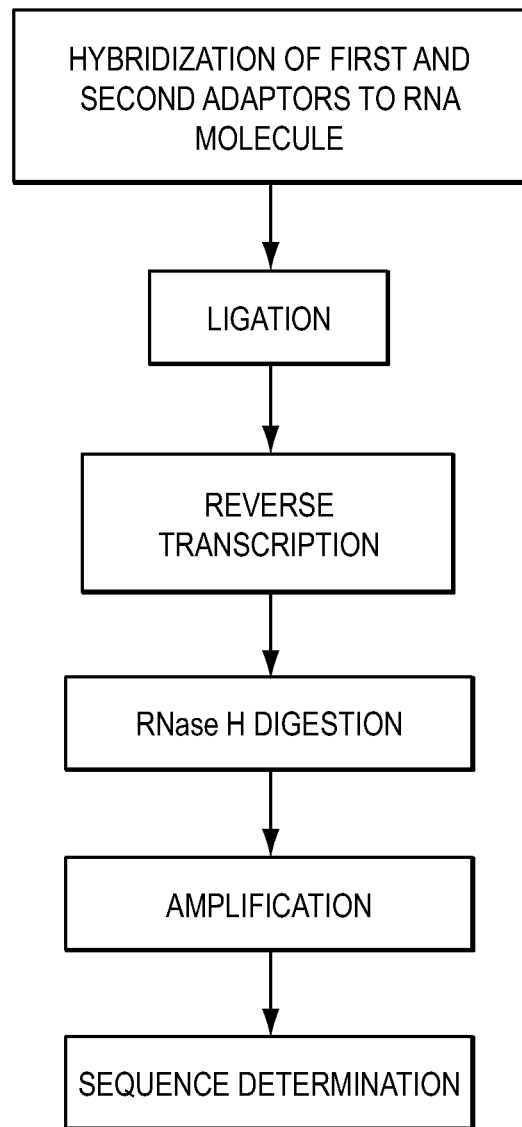 HYBRIDIZATION OF FIRST AND
SECOND ADAPTORS TO RNA
MOLECULE
LIGATION
REVERSE
TRANSCRIPTION
RNase H DIGESTION
AMPLIFICATION
SEQUENCE DETERMINATION